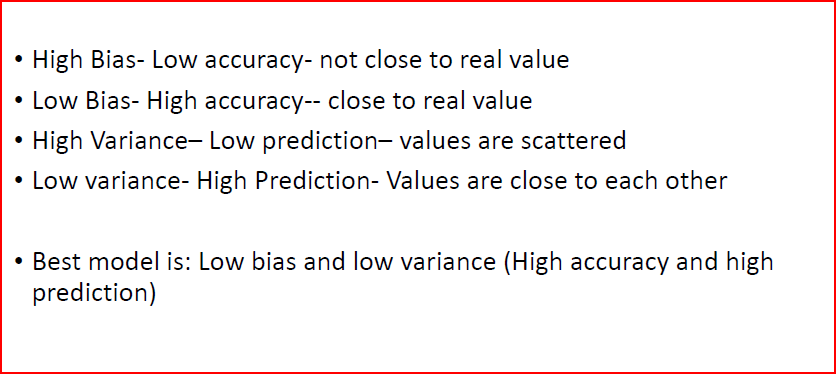 • High Bias- Low accuracy- not close to real value
• Low Bias- High accuracy-- close to real value
• High Variance– Low prediction– values are scattered
• Low variance- High Prediction- Values are close to each other
• Best model is: Low bias and low variance (High accuracy and high
prediction)